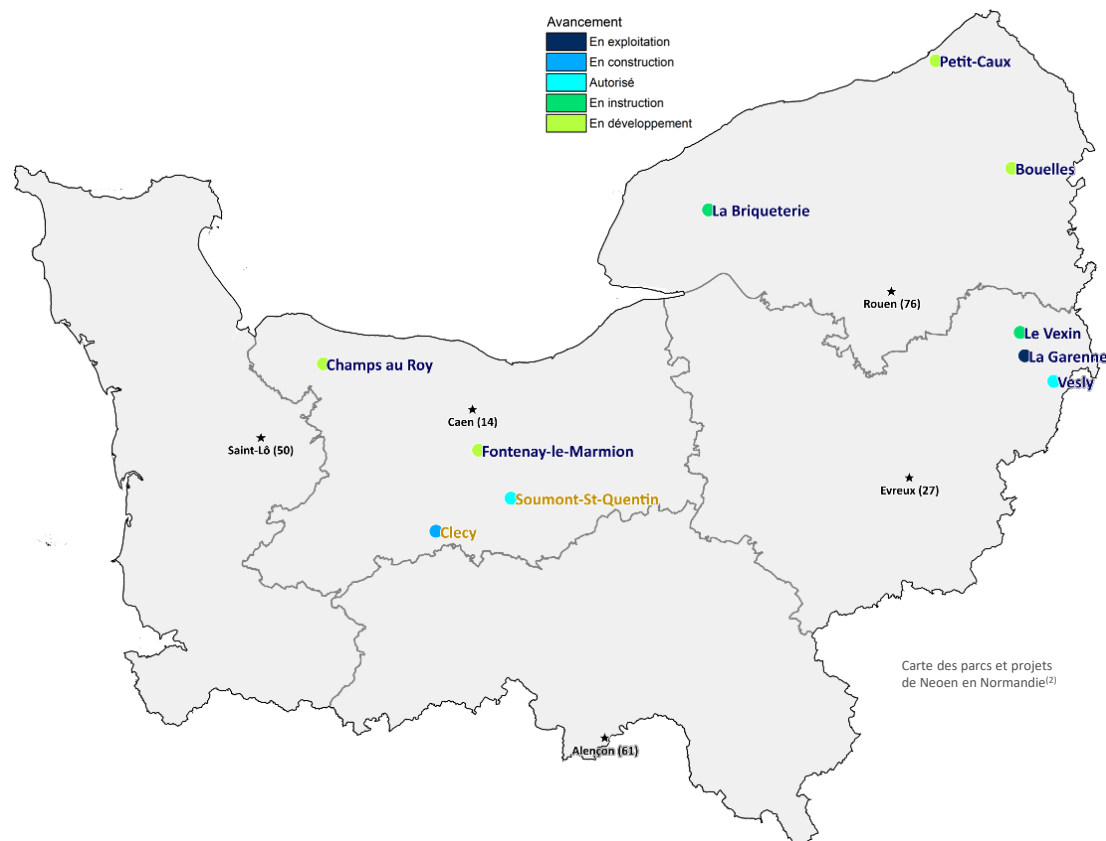 Avancement
En exploitation
En construction
Autorisé
En instruction
En développement
Petit-Caux
Bouelles
La Briqueterie
Rouen (76)
Le Vexin
La Garenne
Vesly
Champs au Roy
Caen (14)
Saint-Lô (50)
Fontenay-le-Marmion
Evreux (27)
Soumont-St-Quentin
Clecy
Carte des parcs et projets
de Neoen en Normandie(2)
Alençon (61)